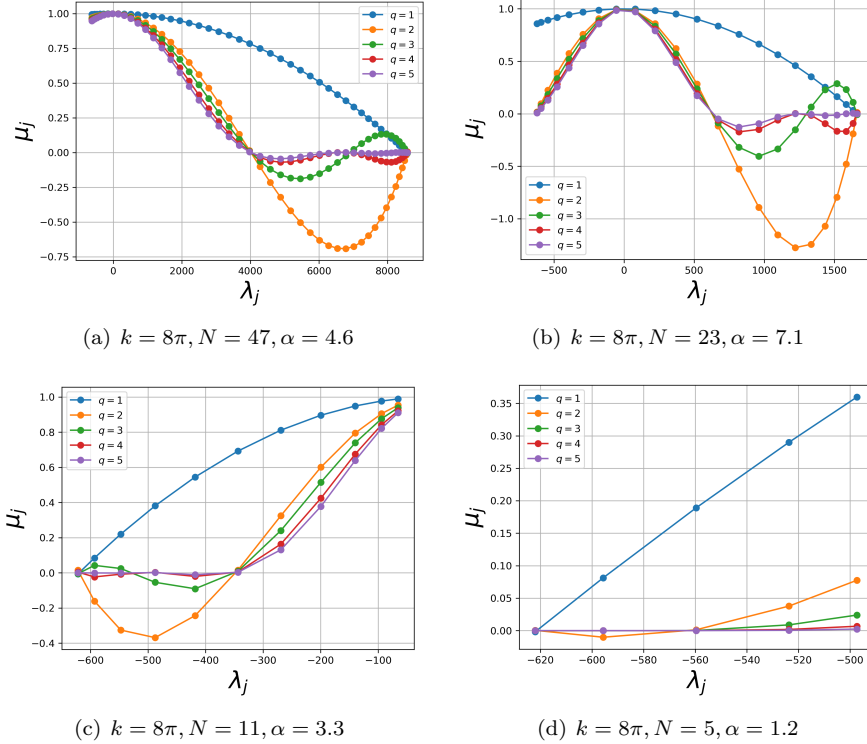 1.00
0.75
0.50
0.25
0.00
−0.25
−0.50
−0.75
μj
0
2000
4000
6000
8000
λj
q = 1
q = 2
q = 3
q = 4
q = 5
(a) k = 8π, N = 47, α = 4.6
1.0
0.5
0.0
−0.5
−1.0
μj
−500
0
500
1000
1500
λj
q = 1
q = 2
q = 3
q = 4
q = 5
(b) k = 8π, N = 23, α = 7.1
1.0
0.8
0.6
0.4
0.2
0.0
−0.2
−0.4
μj
−600
−500
−400
−300
−200
−100
λj
q = 1
q = 2
q = 3
q = 4
q = 5
(c) k = 8π, N = 11, α = 3.3
0.35
0.30
0.25
0.20
0.15
0.10
0.05
0.00
μj
−620
−600
−580
−560
−540
−520
−500
λj
q = 1
q = 2
q = 3
q = 4
q = 5
(d) k = 8π, N = 5, α = 1.2